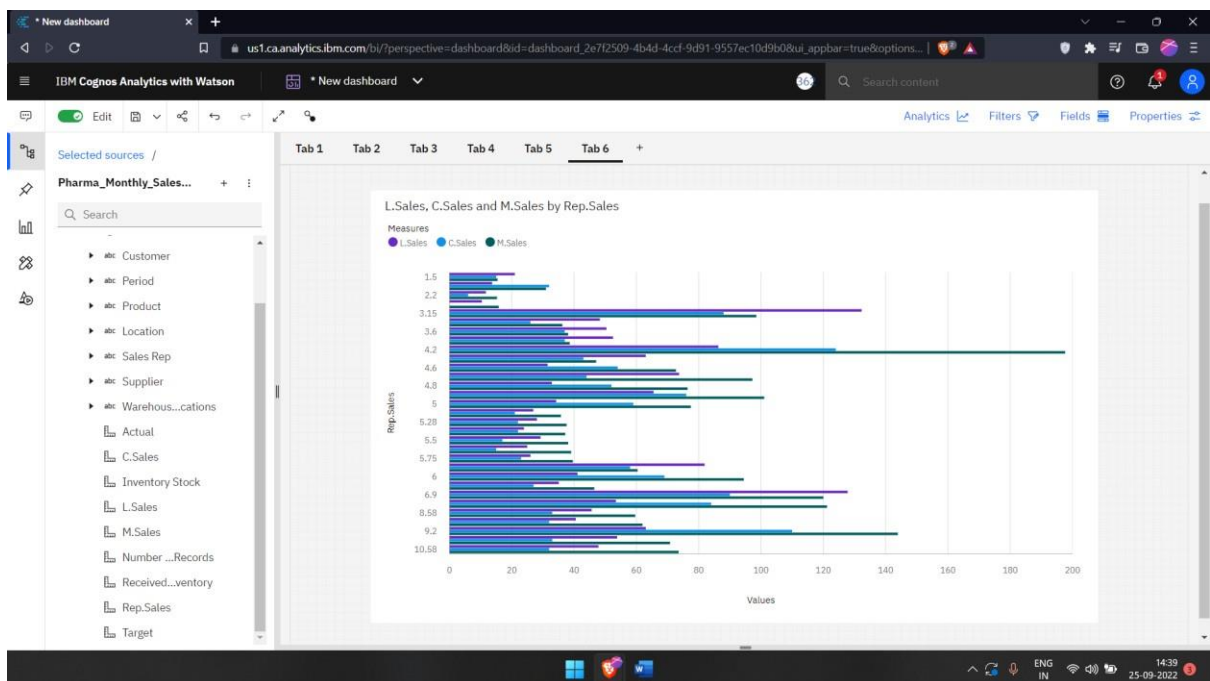 * New dashboard
us1.ca.analytics.ibm.com/bi/?perspective=dashboard&id=dashboard_2e7f2509-4b4d-4ccf-9d91-9557ec10d9b0&ui_appbar=true&options...
IBM Cognos Analytics with Watson
* New dashboard
Search content
Edit
Analytics
Filters
Fields
Properties
Selected sources /
Tab 1 Tab 2 Tab 3 Tab 4 Tab 5 Tab 6 +
Pharma_Monthly_Sales...
Search
abc Customer
abc Period
abc Product
abc Location
abc Sales Rep
abc Supplier
abc Warehous...cations
Actual
C.Sales
Inventory Stock
L.Sales
M.Sales
Number ...Records
Received...ventory
Rep.Sales
Target
L.Sales, C.Sales and M.Sales by Rep.Sales
Measures
L.Sales C.Sales M.Sales
Rep.Sales
1.5
2.2
3.15
3.6
4.2
4.6
4.8
5
5.28
5.5
5.75
6
6.9
8.58
9.2
10.58
0 20 40 60 80 100 120 140 160 180 200
Values
ENG
IN
14:39
25-09-2022
3